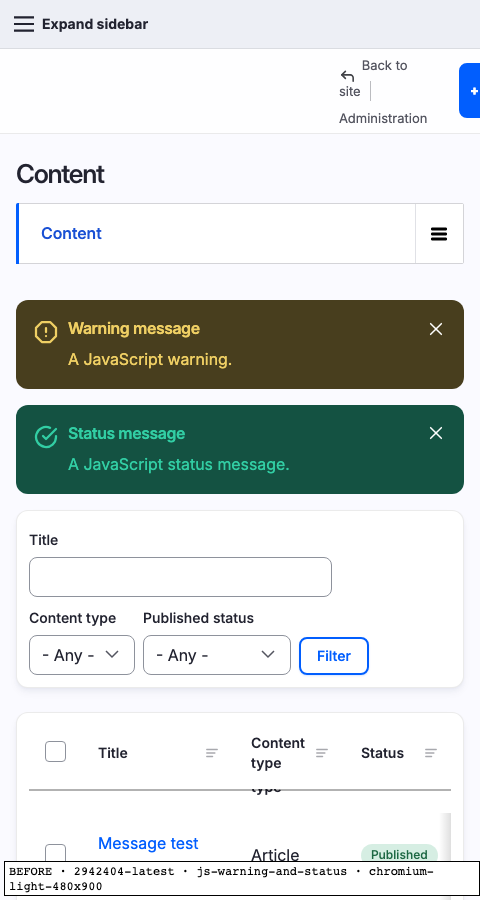 Expand sidebar
Back to
site
Administration
+
Content
Content
Warning message
A JavaScript warning.
Status message
A JavaScript status message.
Title
Content type Published status
- Any - - Any - Filter
Title Content type Status
type
Message test
Article Published
BEFORE · 2942404-latest · js-warning-and-status · chromium-
light-480x900